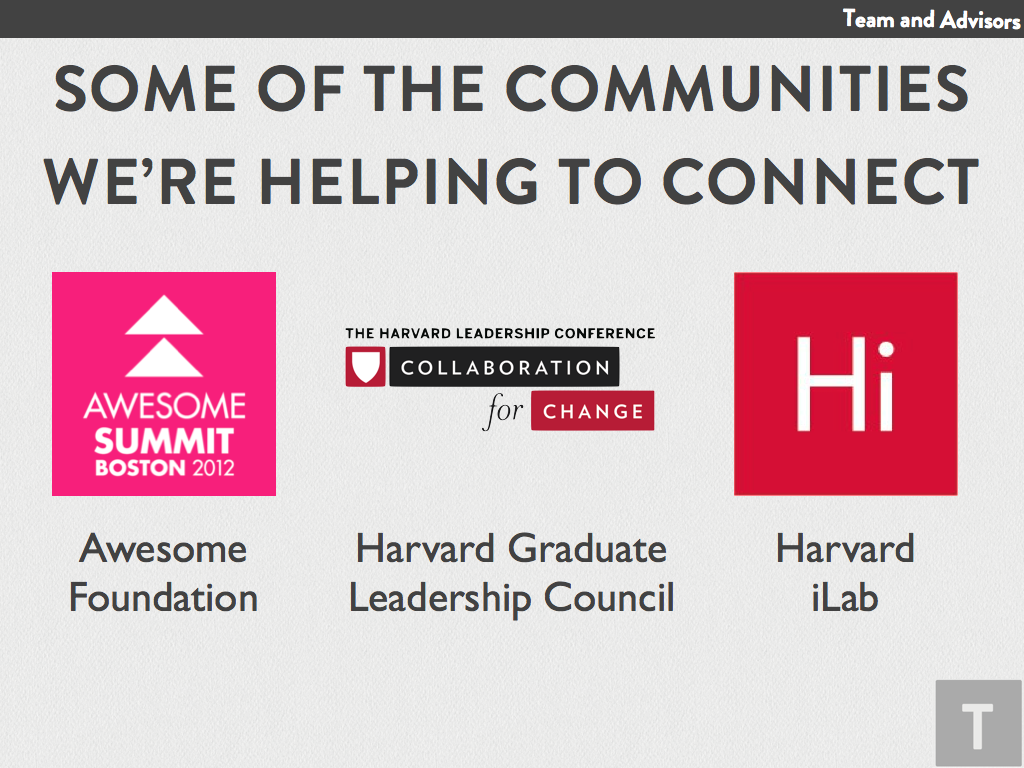 Team and Advisors
SOME OF THE COMMUNITIES
WE’RE HELPING TO CONNECT
AWESOME
SUMMIT
BOSTON 2012
THE HARVARD LEADERSHIP CONFERENCE
COLLABORATION
for CHANGE
Hi
Awesome
Foundation
Harvard Graduate
Leadership Council
Harvard
iLab
T